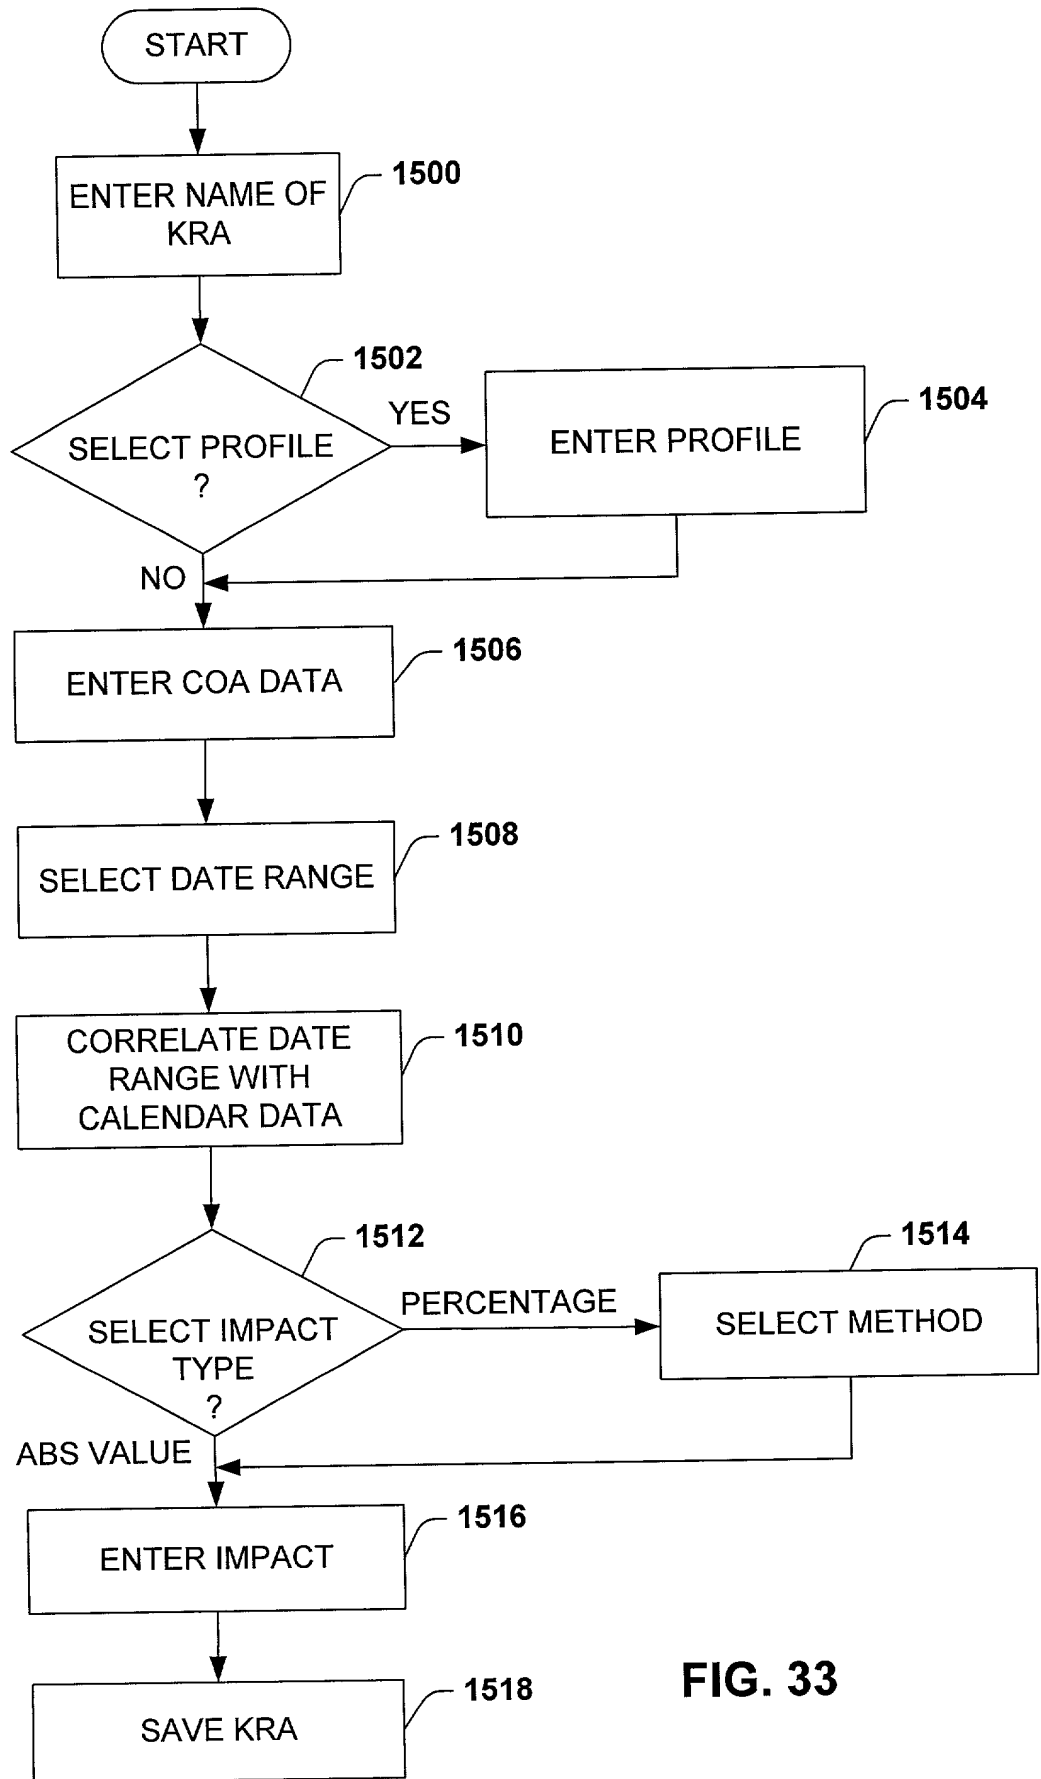 START
ENTER NAME OF
KRA
1500
SELECT PROFILE
?
1502
YES
ENTER PROFILE
1504
NO
ENTER COA DATA
1506
SELECT DATE RANGE
1508
CORRELATE DATE
RANGE WITH
CALENDAR DATA
1510
SELECT IMPACT
TYPE
?
1512
PERCENTAGE
SELECT METHOD
1514
ABS VALUE
ENTER IMPACT
1516
SAVE KRA
1518
FIG. 33